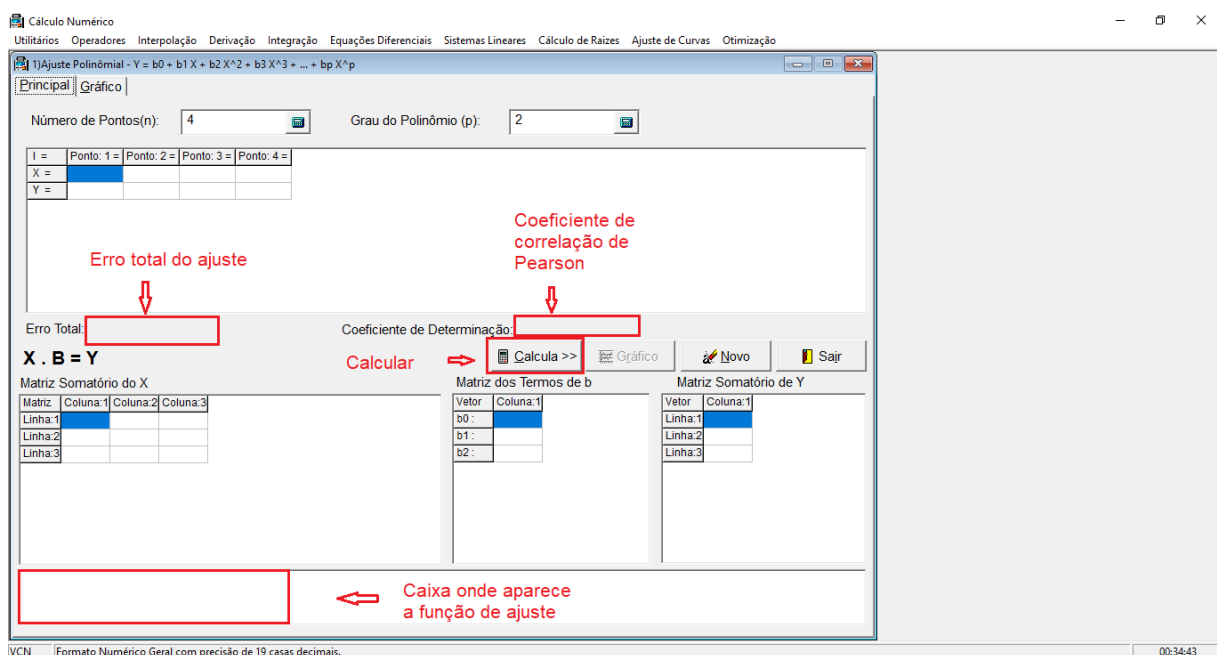 Cálculo Numérico
Utilitários Operadores Interpolação Derivação Integração Equações Diferenciais Sistemas Lineares Cálculo de Raizes Ajuste de Curvas Otimização
1)Ajuste Polinômial - Y = b0 + b1 X + b2 X^2 + b3 X^3 + ... + bp X^p
Principal Gráfico
Número de Pontos(n): 4 Grau do Polinômio (p): 2
I = Ponto: 1 = Ponto: 2 = Ponto: 3 = Ponto: 4 =
X =
Y =
Coeficiente de
correlação de
Pearson
Erro total do ajuste
Erro Total: Coeficiente de Determinação:
X . B = Y
Calcular
Calcula >> Gráfico Novo Sair
Matriz Somatório do X Matriz dos Termos de b Matriz Somatório de Y
Matriz Coluna:1 Coluna:2 Coluna:3 Vetor Coluna:1 Vetor Coluna:1
Linha:1 b0 : Linha:1
Linha:2 b1 : Linha:2
Linha:3 b2 : Linha:3
Caixa onde aparece
a função de ajuste
VCN Formato Numérico Geral com precisão de 19 casas decimais. 00:34:43